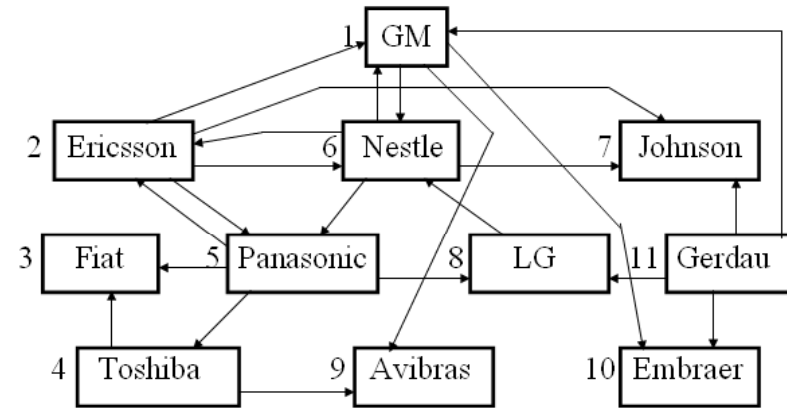 1 GM
2 Ericsson 6 Nestle 7 Johnson
3 Fiat 5 Panasonic 8 LG 11 Gerdau
4 Toshiba 9 Avibras 10 Embraer